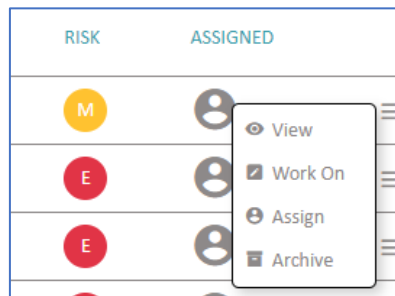 RISK ASSIGNED
M
View
E
Work On
Assign
E
Archive